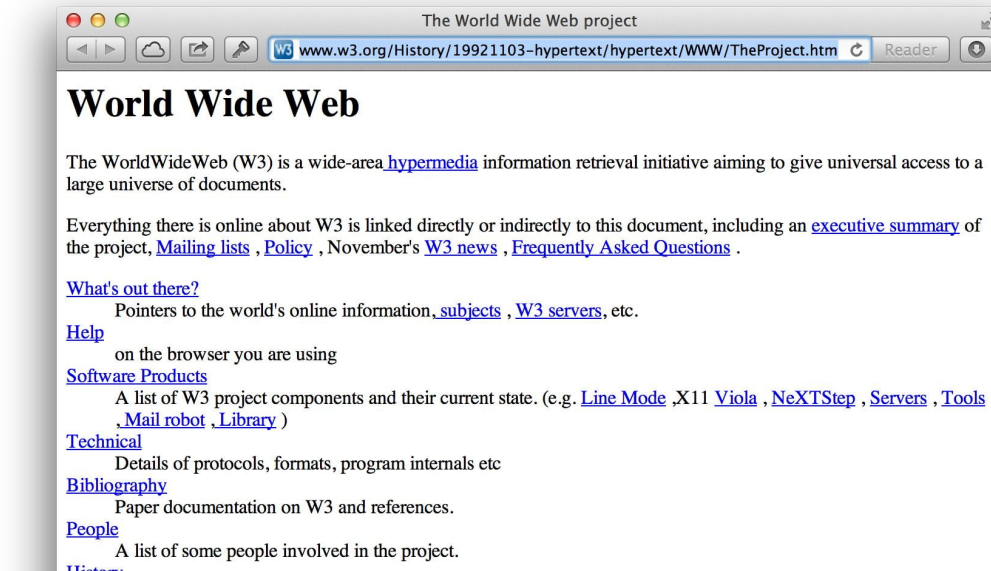 The World Wide Web project
W3 www.w3.org/History/19921103-hypertext/hypertext/WWW/TheProject.htm Reader
World Wide Web
The WorldWideWeb (W3) is a wide-area hypermedia information retrieval initiative aiming to give universal access to a
large universe of documents.
Everything there is online about W3 is linked directly or indirectly to this document, including an executive summary of
the project, Mailing lists , Policy , November's W3 news , Frequently Asked Questions .
What's out there?
Pointers to the world's online information, subjects , W3 servers, etc.
Help
on the browser you are using
Software Products
A list of W3 project components and their current state. (e.g. Line Mode ,X11 Viola , NeXTStep , Servers , Tools
, Mail robot , Library )
Technical
Details of protocols, formats, program internals etc
Bibliography
Paper documentation on W3 and references.
People
A list of some people involved in the project.
History